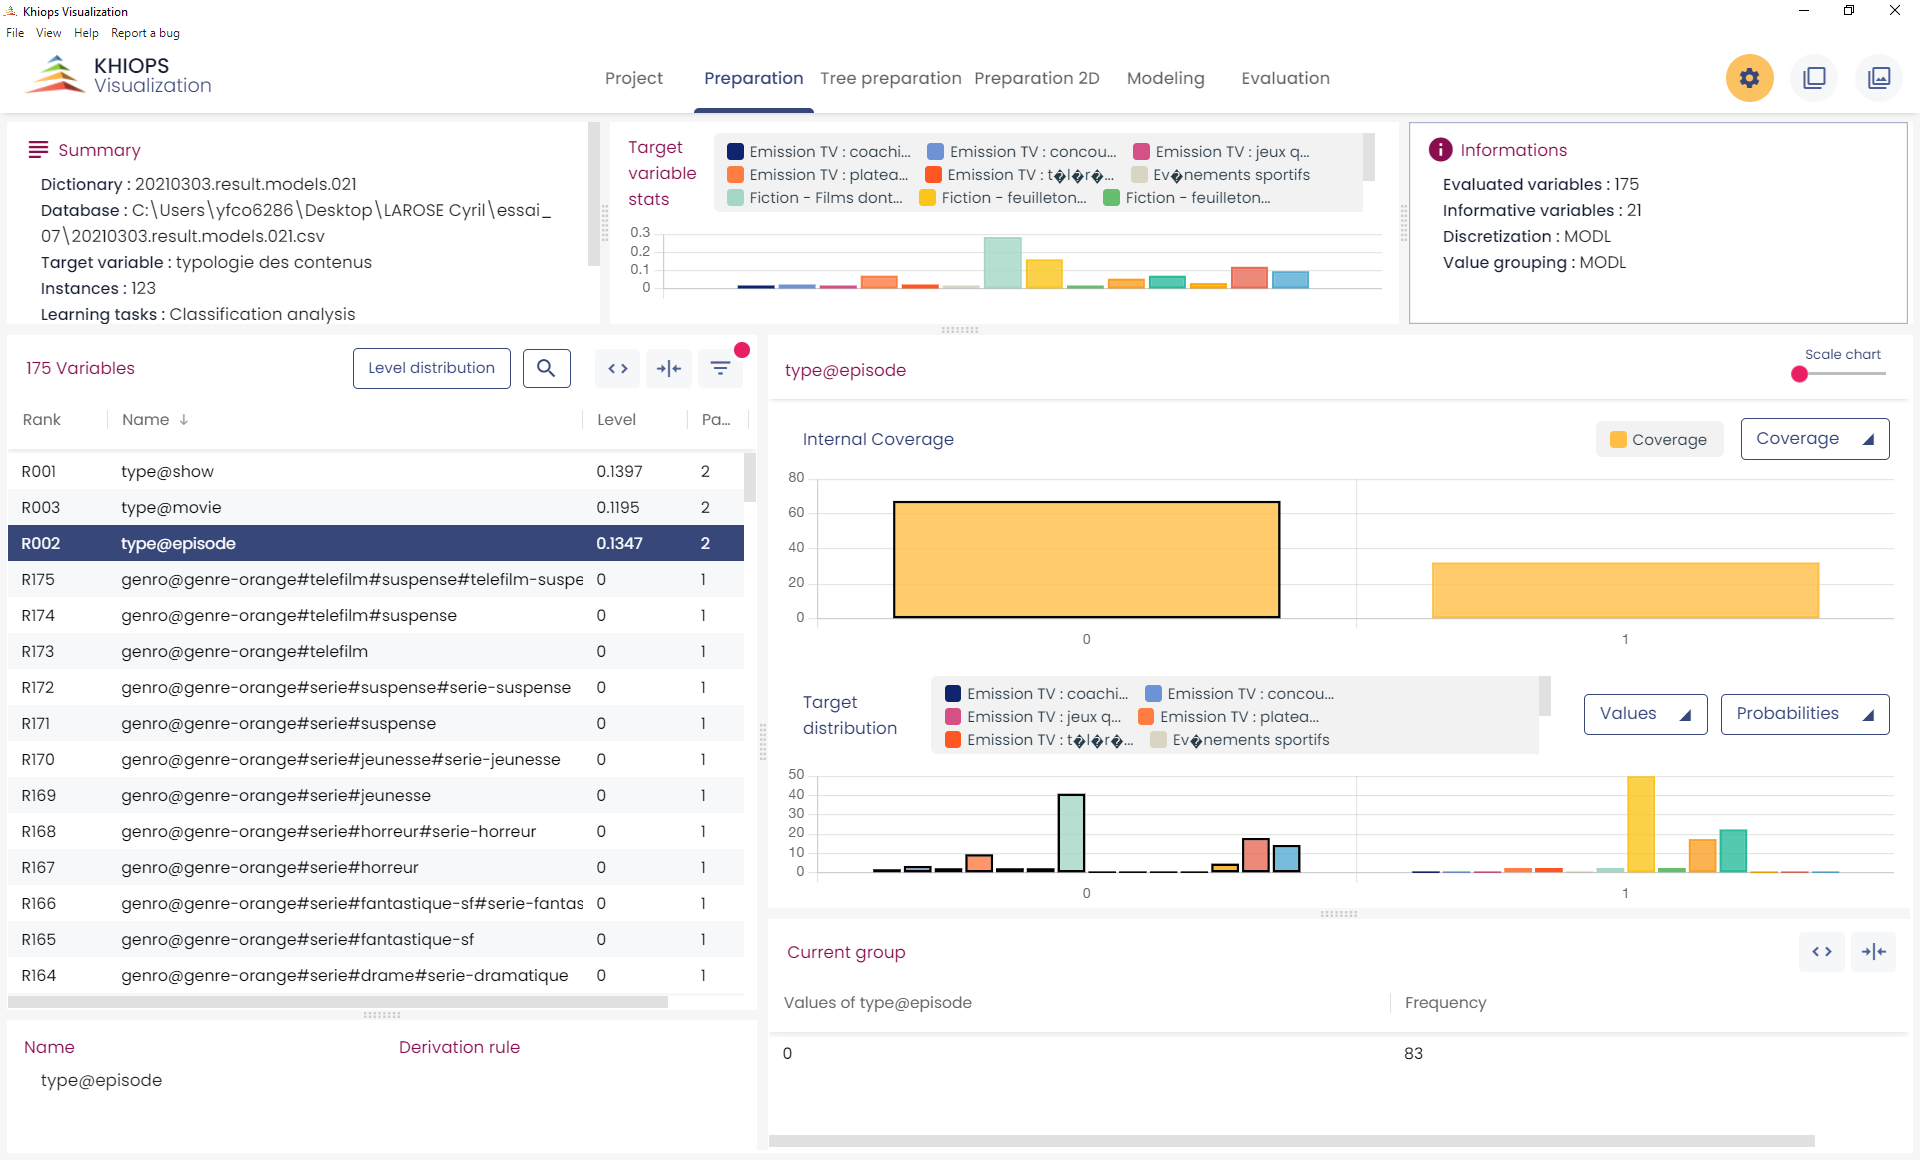 Khiops Visualization
File View Help Report a bug
KHIOPS
Visualization
Project Preparation Tree preparation Preparation 2D Modeling Evaluation
Summary
Dictionary : 20210303.result.models.021
Database : C:\Users\yfco6286\Desktop\LAROSE Cyril\essai_
07\20210303.result.models.021.csv
Target variable : typologie des contenus
Instances : 123
Learning tasks : Classification analysis
Target
variable
stats
Emission TV : coachi... Emission TV : concou... Emission TV : jeux q...
Emission TV : platea... Emission TV : t�l�r�... Ev�nements sportifs
Fiction - Films dont... Fiction - feuilleton... Fiction - feuilleton...
0.3
0.2
0.1
0
Informations
Evaluated variables : 175
Informative variables : 21
Discretization : MODL
Value grouping : MODL
175 Variables Level distribution
Rank Name Level Pa...
R001 type@show 0.1397 2
R003 type@movie 0.1195 2
R002 type@episode 0.1347 2
R175 genro@genre-orange#telefilm#suspense#telefilm-suspe 0 1
R174 genro@genre-orange#telefilm#suspense 0 1
R173 genro@genre-orange#telefilm 0 1
R172 genro@genre-orange#serie#suspense#serie-suspense 0 1
R171 genro@genre-orange#serie#suspense 0 1
R170 genro@genre-orange#serie#jeunesse#serie-jeunesse 0 1
R169 genro@genre-orange#serie#jeunesse 0 1
R168 genro@genre-orange#serie#horreur#serie-horreur 0 1
R167 genro@genre-orange#serie#horreur 0 1
R166 genro@genre-orange#serie#fantastique-sf#serie-fantas 0 1
R165 genro@genre-orange#serie#fantastique-sf 0 1
R164 genro@genre-orange#serie#drame#serie-dramatique 0 1
Name Derivation rule
type@episode
type@episode Scale chart
Internal Coverage Coverage Coverage
80
60
40
20
0
0 1
Target
distribution
Emission TV : coachi... Emission TV : concou...
Emission TV : jeux q... Emission TV : platea...
Emission TV : t�l�r�... Ev�nements sportifs
Values Probabilities
50
40
30
20
10
0
0 1
Current group
Values of type@episode Frequency
0 83